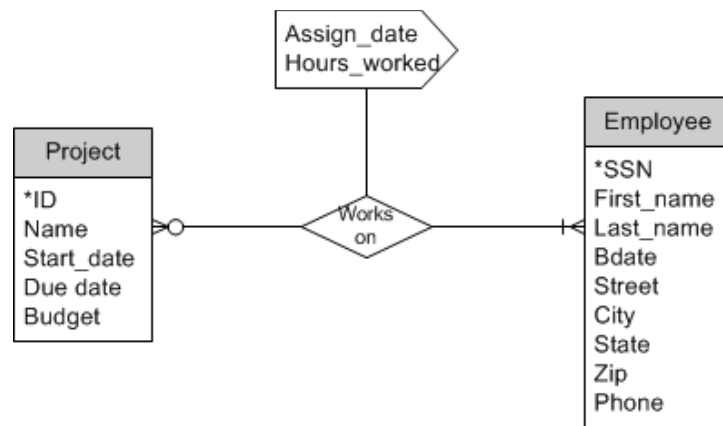 Assign_date
Hours_worked
Project
*ID
Name
Start_date
Due date
Budget
Works
on
Employee
*SSN
First_name
Last_name
Bdate
Street
City
State
Zip
Phone